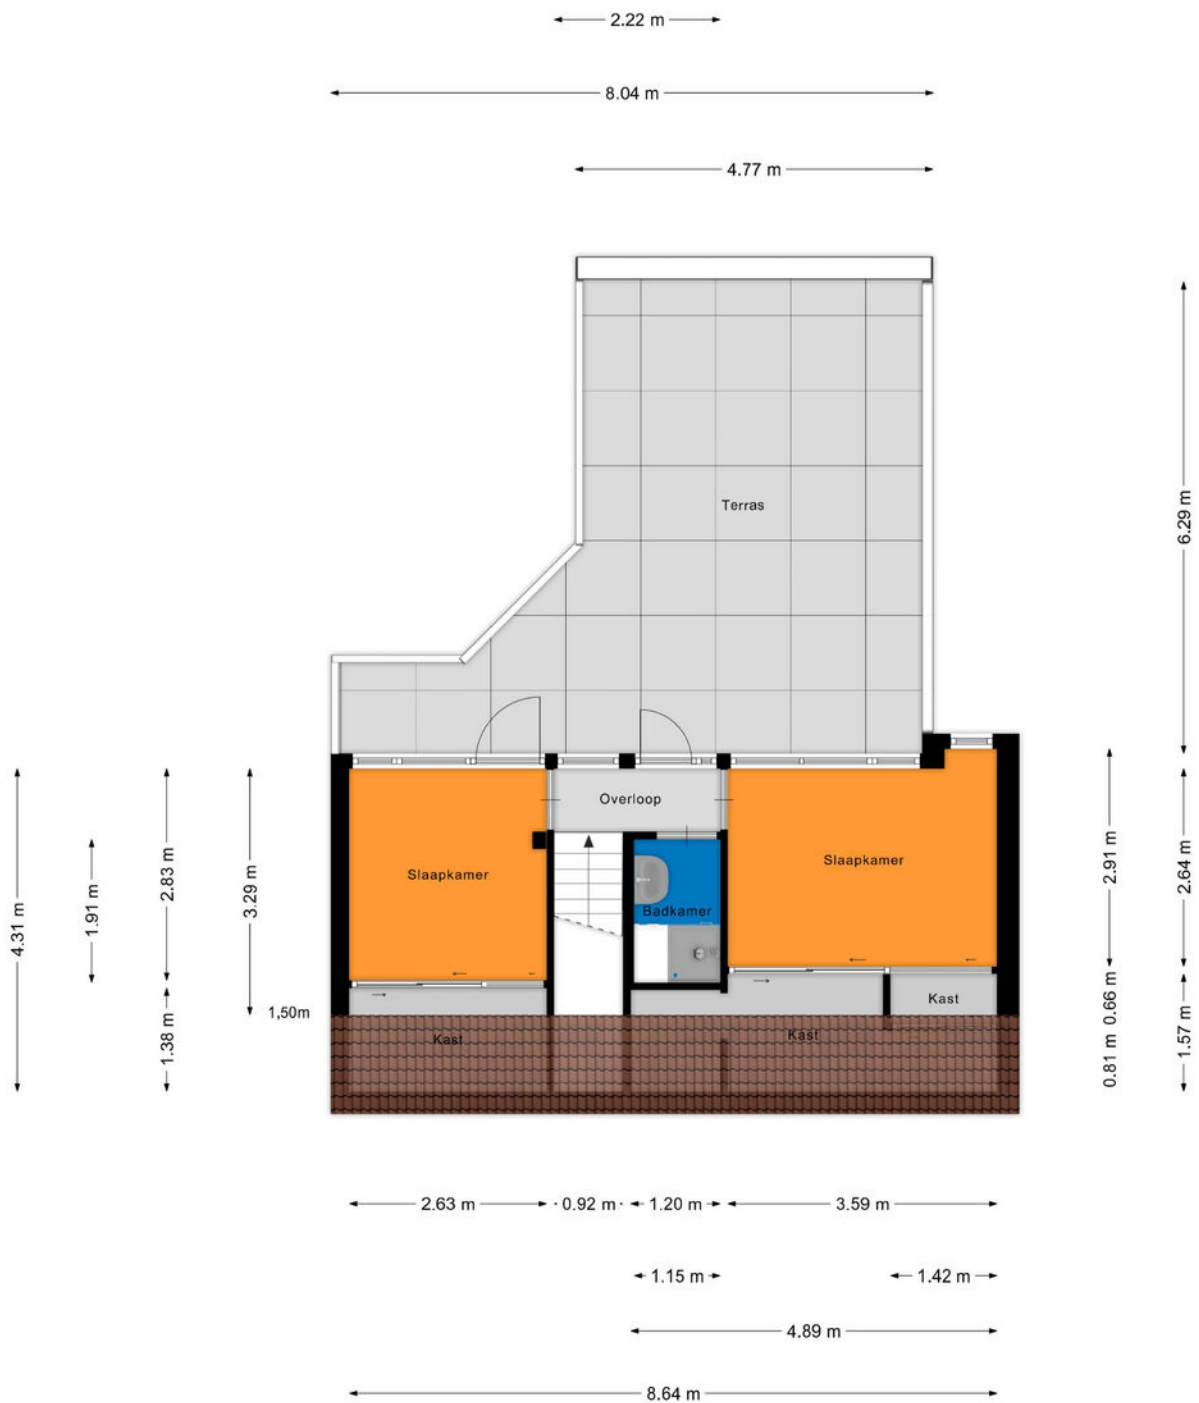 2.22 m
8.04 m
4.77 m
Terras
6.29 m
Overloop
Slaapkamer
Slaapkamer
Badkamer
4.31 m
1.91 m
2.83 m
3.29 m
2.91 m
2.64 m
1.38 m
1,50m
Kast
Kast
Kast
0.66 m
0.81 m
1.57 m
2.63 m
0.92 m
1.20 m
3.59 m
1.15 m
1.42 m
4.89 m
8.64 m